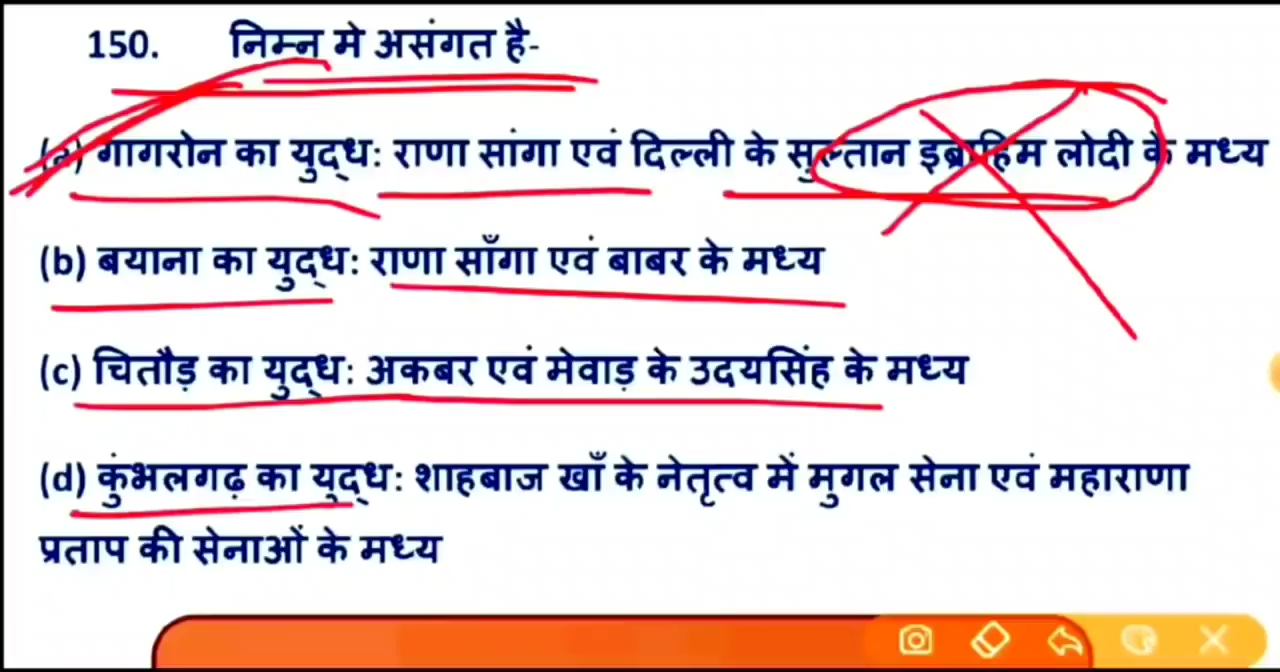 150. निम्न मे असंगत है-
(a) गागरोन का युद्ध: राणा सांगा एवं दिल्ली के सुल्तान इब्राहिम लोदी के मध्य
(b) बयाना का युद्ध: राणा साँगा एवं बाबर के मध्य
(c) चितौड़ का युद्ध: अकबर एवं मेवाड़ के उदयसिंह के मध्य
(d) कुंभलगढ़ का युद्ध: शाहबाज खाँ के नेतृत्व में मुगल सेना एवं महाराणा
प्रताप की सेनाओं के मध्य